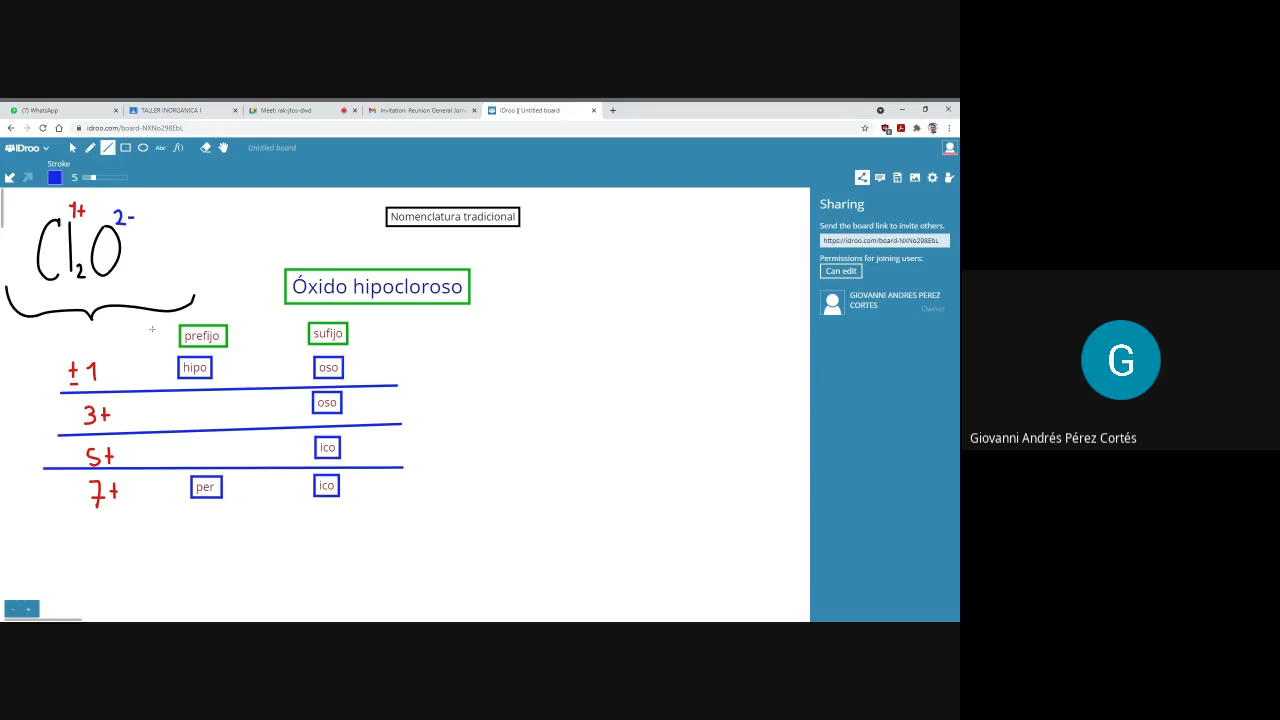 (7) WhatsApp
TALLER INORGANICA I
Meet: rak-jtos-dwd
Invitation: Reunion General Jorn
IDroo || Untitled board
idroo.com/board-NXNo298EbL
IDroo
Abc
f()
Untitled board
Stroke
5
Cl₂O
1+
2-
Nomenclatura tradicional
Óxido hipocloroso
prefijo sufijo
± 1 hipo oso
3+ oso
5+ ico
7+ per ico
Sharing
Send the board link to invite others.
https://idroo.com/board-NXNo298EbL
Permissions for joining users:
Can edit
GIOVANNI ANDRES PEREZ
CORTES
Owner
G
Giovanni Andrés Pérez Cortés
- +